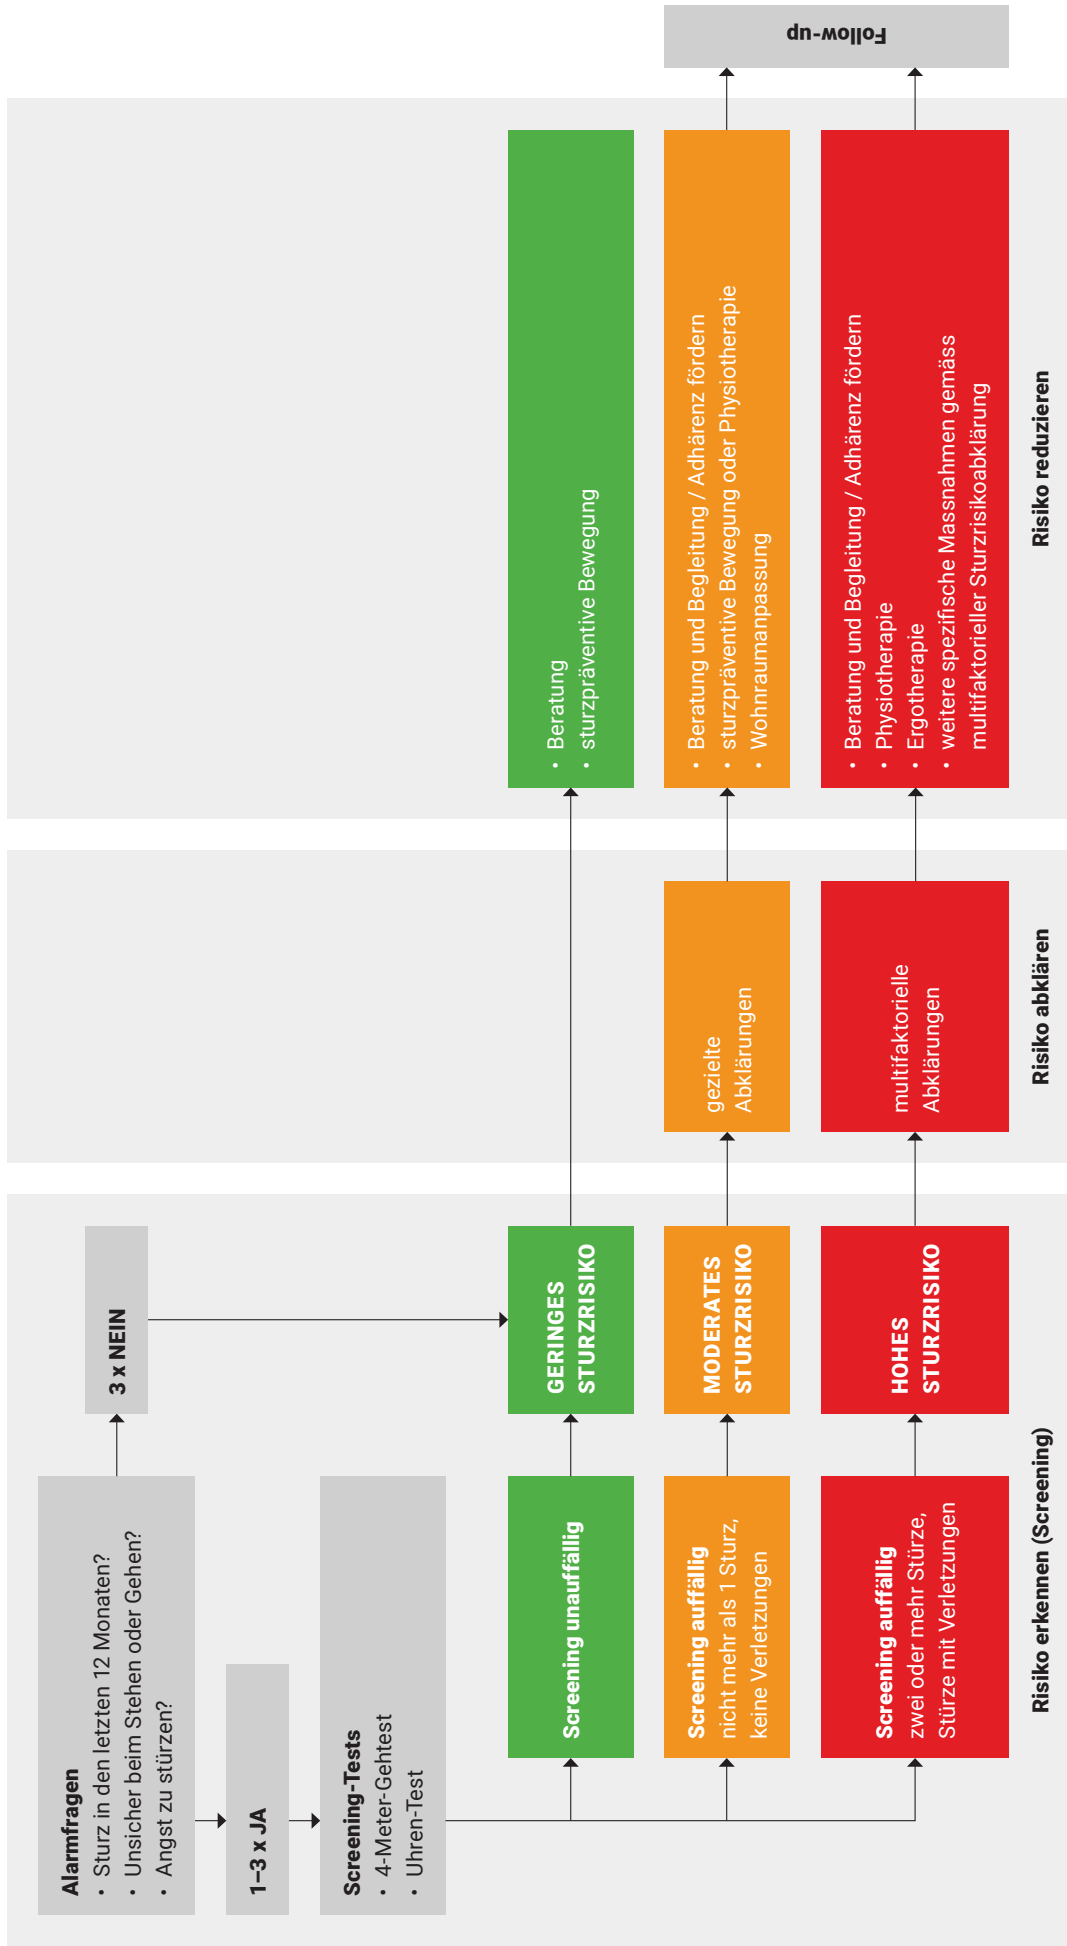 Alarmfragen
• Sturz in den letzten 12 Monaten?
• Unsicher beim Stehen oder Gehen?
• Angst zu stürzen?
3 x NEIN
1–3 x JA
Screening-Tests
• 4-Meter-Gehtest
• Uhren-Test
Screening unauffällig
GERINGES
STURZRISIKO
• Beratung
• sturzpräventive Bewegung
Screening auffällig
nicht mehr als 1 Sturz,
keine Verletzungen
MODERATES
STURZRISIKO
gezielte
Abklärungen
• Beratung und Begleitung / Adhärenz fördern
• sturzpräventive Bewegung oder Physiotherapie
• Wohnraumanpassung
Screening auffällig
zwei oder mehr Stürze,
Stürze mit Verletzungen
HOHES
STURZRISIKO
multifaktorielle
Abklärungen
• Beratung und Begleitung / Adhärenz fördern
• Physiotherapie
• Ergotherapie
• weitere spezifische Massnahmen gemäss
multifaktorieller Sturzrisikoabklärung
Follow-up
Risiko erkennen (Screening)
Risiko abklären
Risiko reduzieren